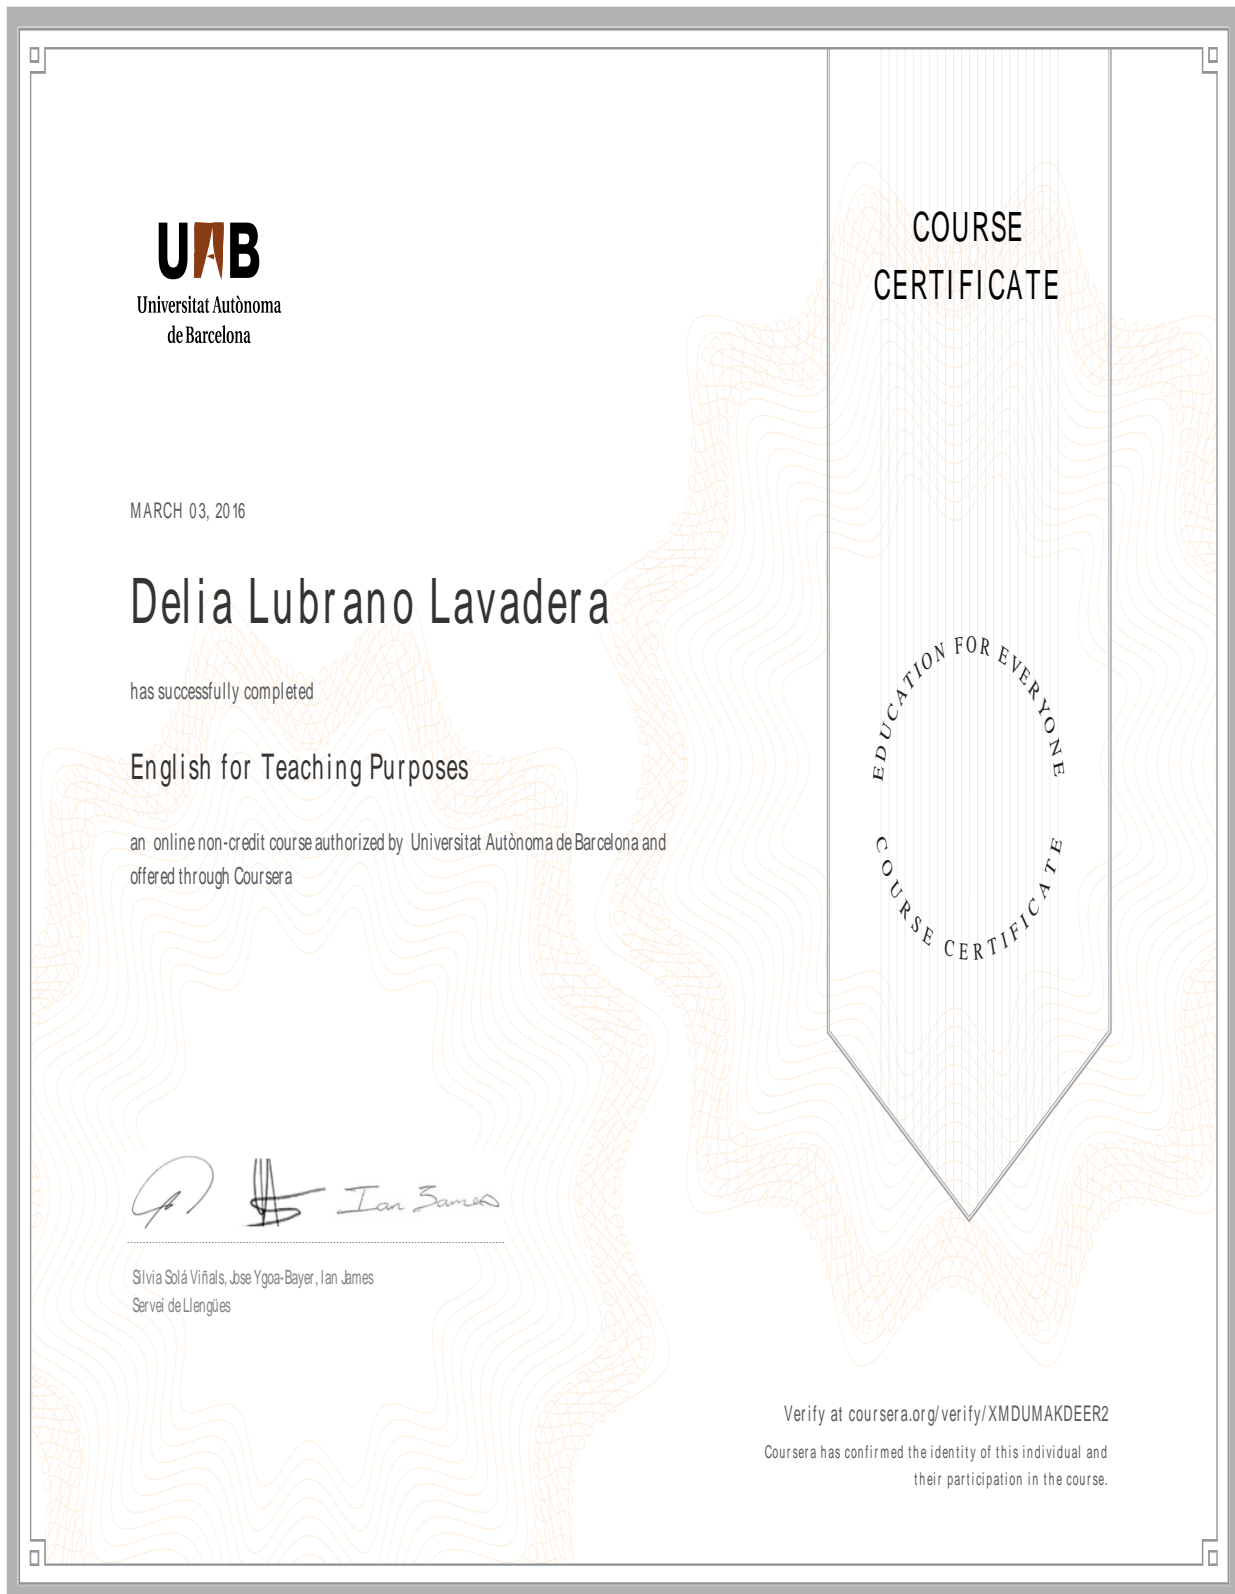 UAB
Universitat Autònoma
de Barcelona
COURSE
CERTIFICATE
MARCH 03, 2016
Delia Lubrano Lavadera
has successfully completed
English for Teaching Purposes
an online non-credit course authorized by Universitat Autònoma de Barcelona and
offered through Coursera
EDUCATION FOR EVERYONE
COURSE CERTIFICATE
Ian James
Silvia Solá Viñals, Jose Ygoa-Bayer, Ian James
Servei de Llengües
Verify at coursera.org/verify/XMDUMAKDEER2
Coursera has confirmed the identity of this individual and
their participation in the course.